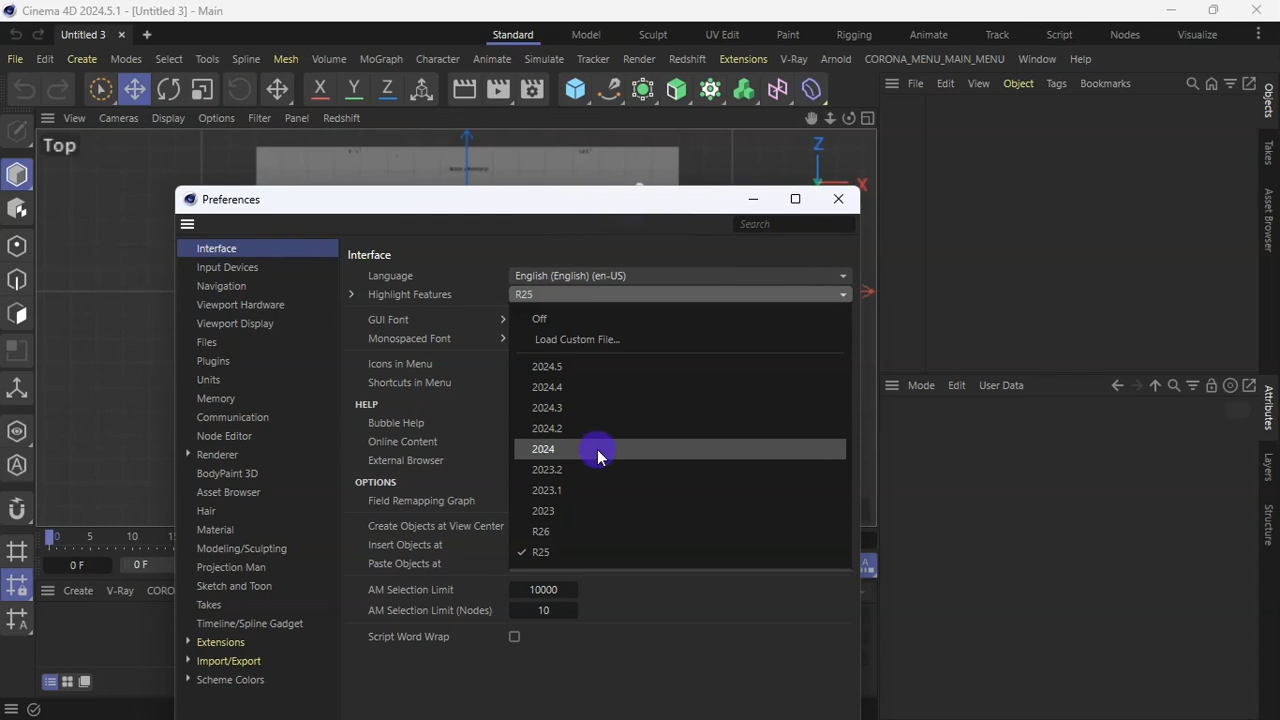 Cinema 4D 2024.5.1 - [Untitled 3] - Main
Untitled 3 Standard Model Sculpt UV Edit Paint Rigging Animate Track Script Nodes Visualize
File Edit Create Modes Select Tools Spline Mesh Volume MoGraph Character Animate Simulate Tracker Render Redshift Extensions V-Ray Arnold CORONA_MENU_MAIN_MENU Window Help
X Y Z
File Edit View Object Tags Bookmarks
View Cameras Display Options Filter Panel Redshift
Objects
Takes
Asset Browser
Top
Z
X
Preferences
Search
Interface
Input Devices
Navigation
Viewport Hardware
Viewport Display
Files
Plugins
Units
Memory
Communication
Node Editor
Renderer
BodyPaint 3D
Asset Browser
Hair
Material
Modeling/Sculpting
Projection Man
Sketch and Toon
Takes
Timeline/Spline Gadget
Extensions
Import/Export
Scheme Colors
Interface
Language English (English) (en-US)
Highlight Features R25
GUI Font
Monospaced Font
Icons in Menu
Shortcuts in Menu
HELP
Bubble Help
Online Content
External Browser
OPTIONS
Field Remapping Graph
Create Objects at View Center
Insert Objects at
Paste Objects at
AM Selection Limit 10000
AM Selection Limit (Nodes) 10
Script Word Wrap
Off
Load Custom File...
2024.5
2024.4
2024.3
2024.2
2024
2023.2
2023.1
2023
R26
R25
Mode Edit User Data
Attributes
Layers
Structure
0 5 10
0 F 0 F
Create V-Ray CORO